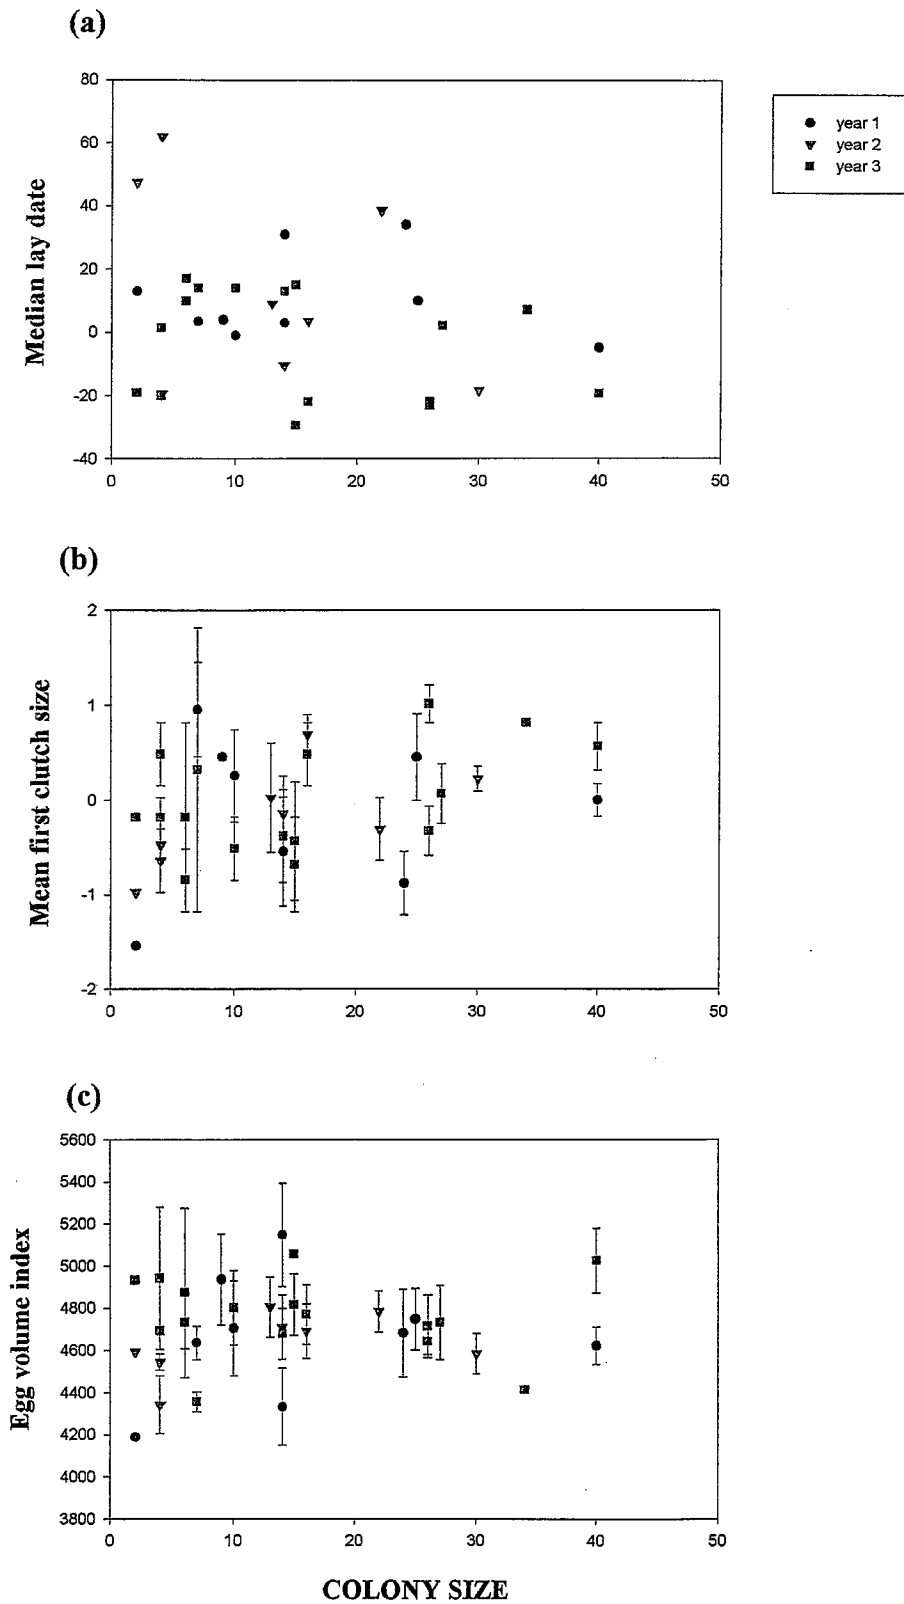 (a)
80
60
40
20
0
-20
-40
0 10 20 30 40 50
Median lay date
year 1
year 2
year 3
(b)
2
1
0
-1
-2
0 10 20 30 40 50
Mean first clutch size
(c)
5600
5400
5200
5000
4800
4600
4400
4200
4000
3800
0 10 20 30 40 50
Egg volume index
COLONY SIZE